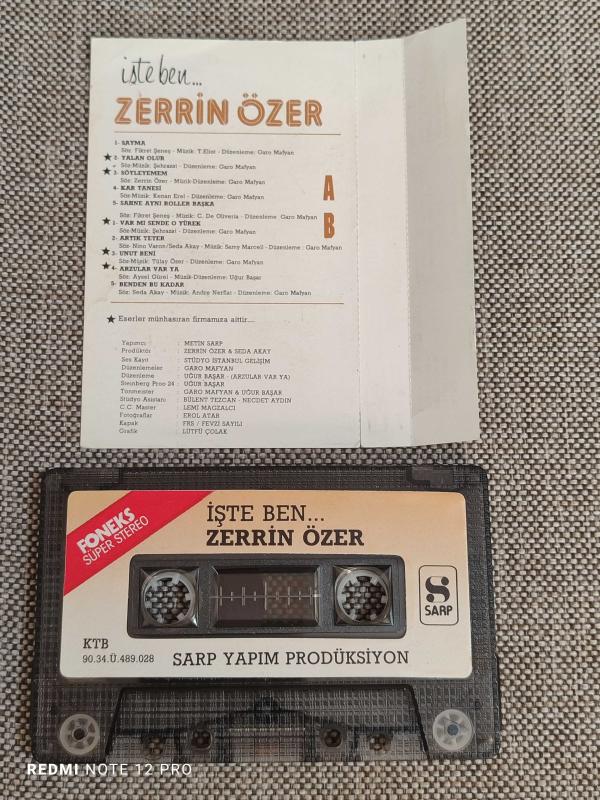 işte ben...
ZERRİN ÖZER
1- SAYMA
Söz: Fikret Şeneş - Müzik: T.Eliot - Düzenleme: Garo Mafyan
★ 2- YALAN OLUR
Söz-Müzik: Şehrazat - Düzenleme: Garo Mafyan
★ 3- SÖYLEYEMEM
Söz: Zerrin Özer - Müzik-Düzenleme: Garo Mafyan
4- KAR TANESİ
Söz-Müzik: Kenan Erel - Düzenleme: Garo Mafyan
5- SAHNE AYNI ROLLER BAŞKA
A
Söz: Fikret Şeneş - Müzik: C. De Oliveria - Düzenleme: Garo Mafyan
★ 1- VAR MI SENDE O YÜREK
Söz-Müzik: Şehrazat - Düzenleme: Garo Mafyan
B
2- ARTIK YETER
Söz- Nino Varon/Seda Akay - Müzik: Samy Marcell - Düzenleme : Garo Mafyan
★ 3- UNUT BENİ
Söz-Müzik: Tülay Özer - Düzenleme: Garo Mafyan
★ 4- ARZULAR VAR YA
Söz: Aysel Gürel - Müzik-Düzenleme: Uğur Başar
5- BENDEN BU KADAR
Söz: Seda Akay - Müzik: Andre Nerflas - Düzenleme: Garo Mafyan
★ Eserler münhasıran firmamıza aittir...
Yapımcı : METİN SARP
Prodüktör : ZERRİN ÖZER & SEDA AKAY
Ses Kayıt : STÜDYO İSTANBUL GELİŞİM
Düzenlemeler : GARO MAFYAN
Düzenleme : UĞUR BAŞAR - (ARZULAR VAR YA)
Steinberg Proo 24 : UĞUR BAŞAR
Tonmeister : GARO MAFYAN & UĞUR BAŞAR
Stüdyo Asistanı : BÜLENT TEZCAN - NECDET AYDIN
C.C. Master : LEMİ MAGZALCI
Fotoğraflar : EROL ATAR
Kapak : FRS / FEVZİ SAYILI
Grafik : LÜTFÜ ÇOLAK
FONEKS
SÜPER STEREO
İŞTE BEN...
ZERRİN ÖZER
S
SARP
KTB
90.34.Ü.489.028
SARP YAPIM PRODÜKSİYON
REDMI NOTE 12 PRO